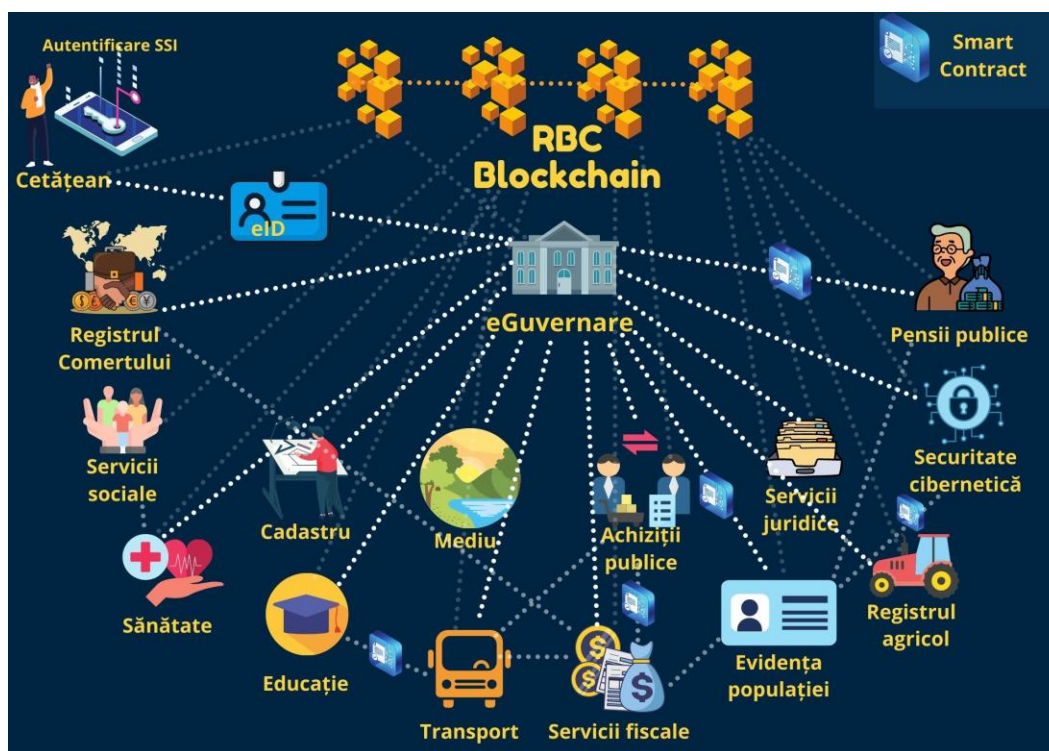 Autentificare SSI
Smart
Contract
RBC
Blockchain
Cetățean
eID
eGuvernare
Registrul
Comertului
Pensii publice
Servicii
sociale
Cadastru
Mediu
Achiziții
publice
Servjcii
juridice
Securitate
cibernetică
Sănătate
Educație
Transport
Servicii fiscale
Evidența
populației
Registrul
agricol